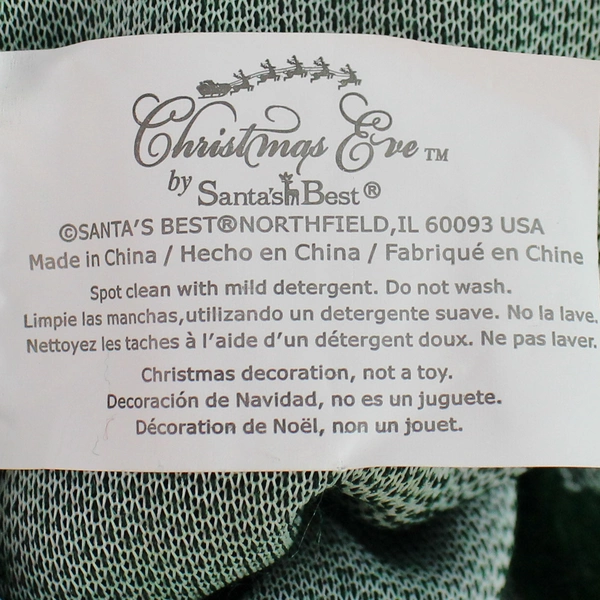 Christmas Eve™
by Santa's Best®
©SANTA'S BEST®NORTHFIELD,IL 60093 USA
Made in China / Hecho en China / Fabriqué en Chine
Spot clean with mild detergent. Do not wash.
Limpie las manchas,utilizando un detergente suave. No la lave.
Nettoyez les taches à l'aide d'un détergent doux. Ne pas laver.
Christmas decoration, not a toy.
Decoración de Navidad, no es un juguete.
Décoration de Noël, non un jouet.